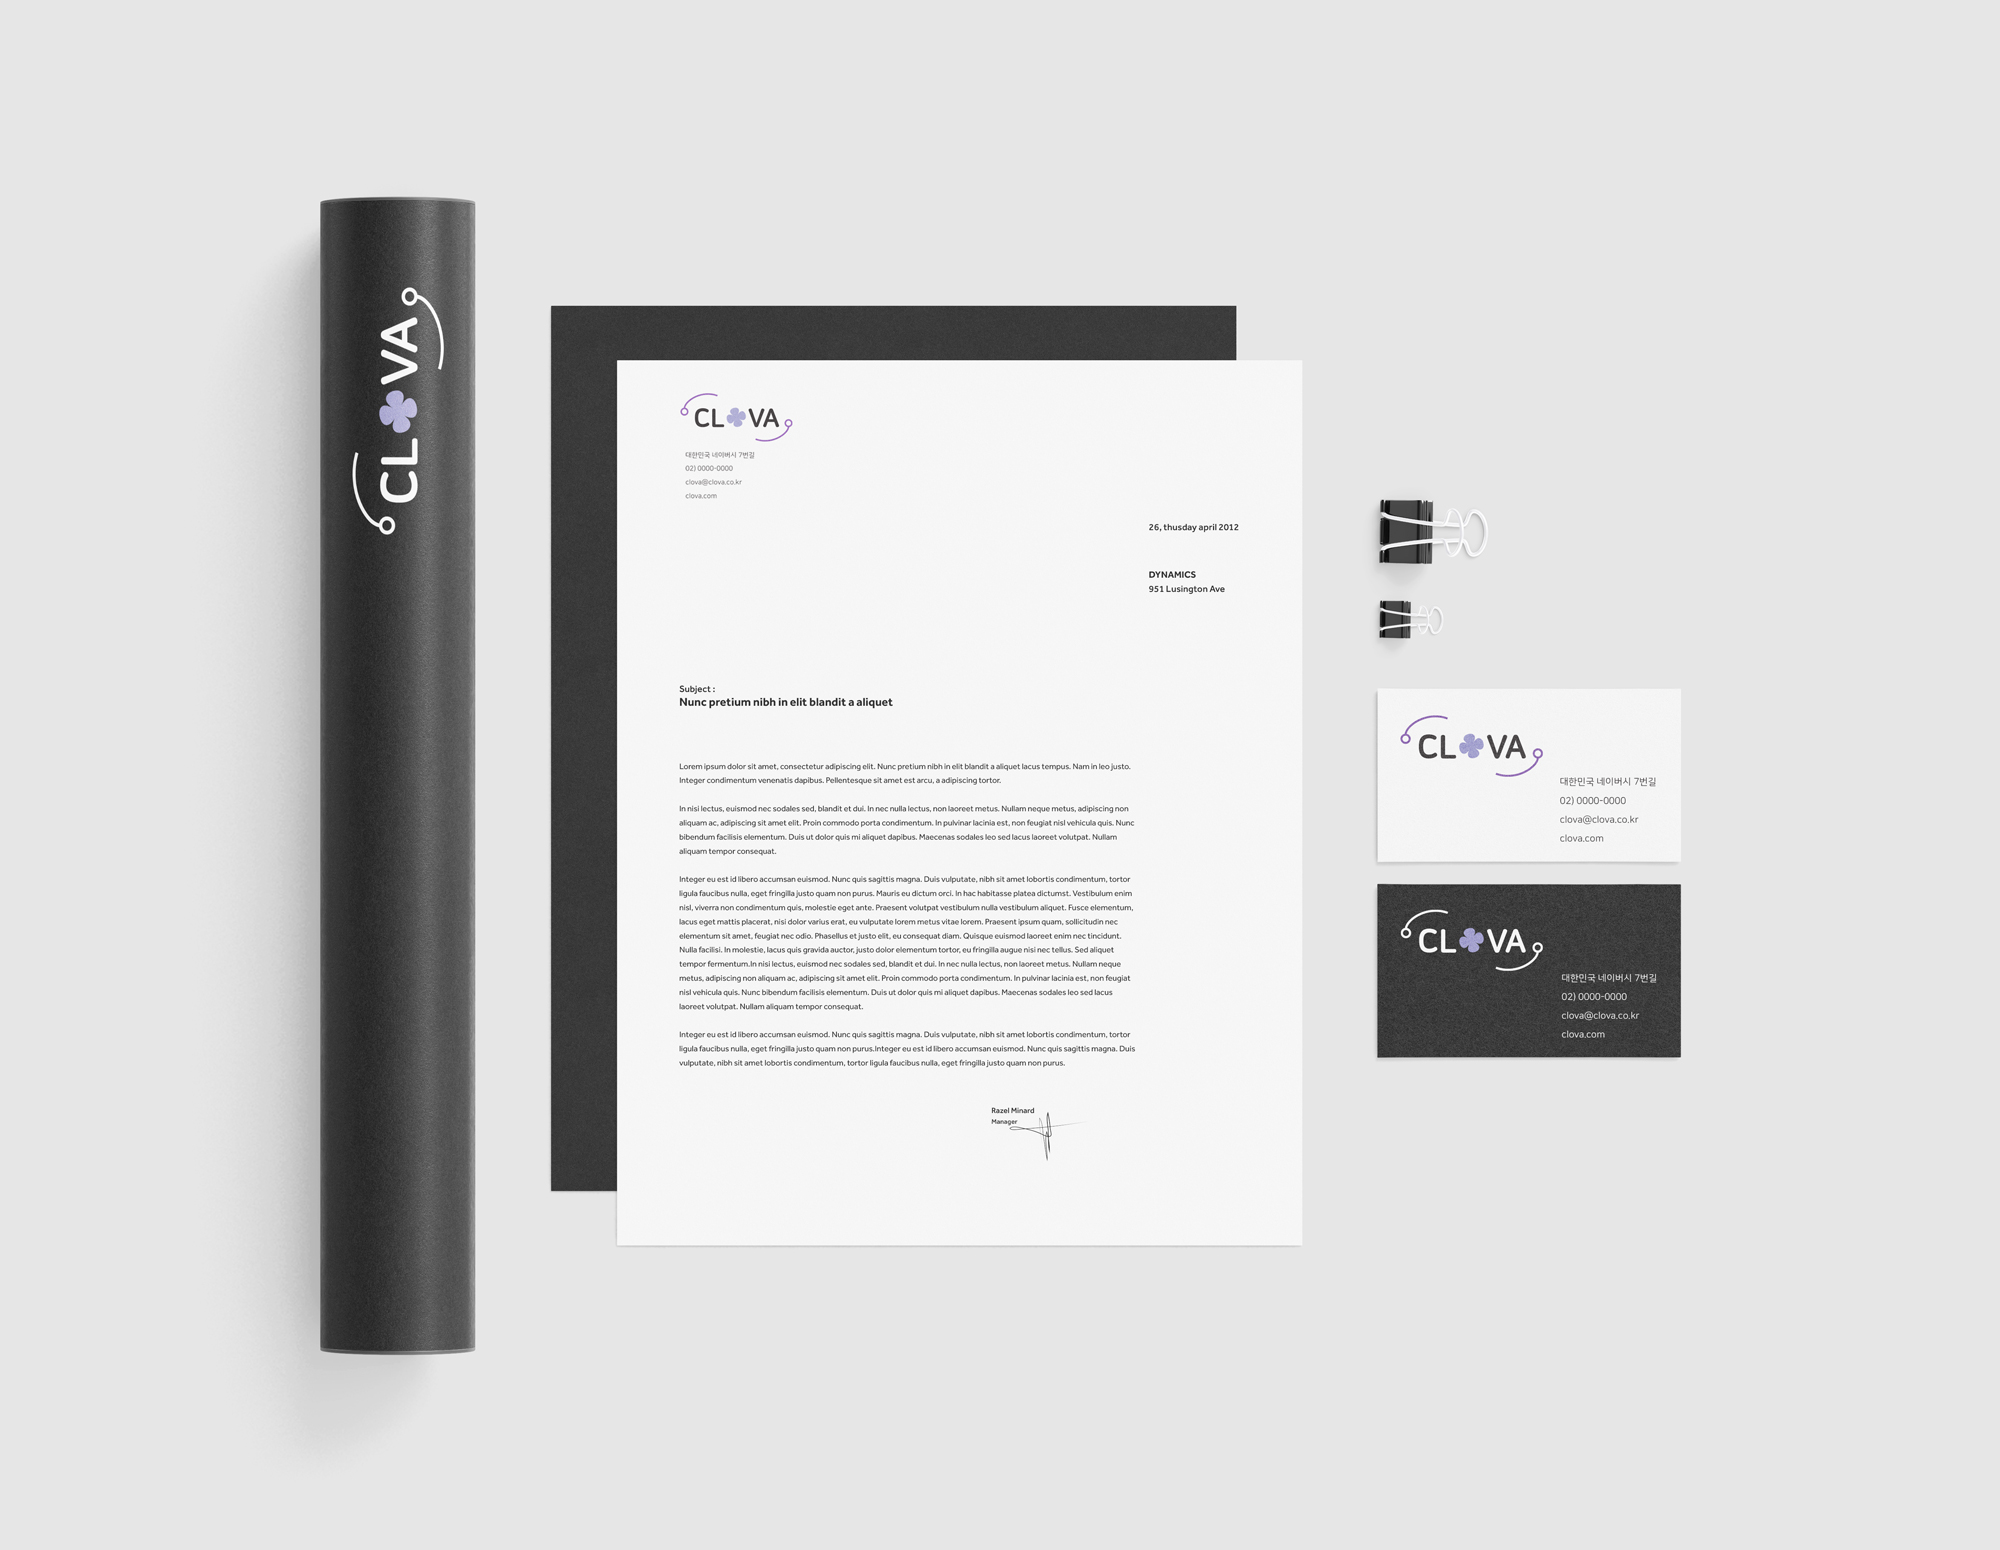 CLOVA
CLOVA
대한민국 네이버시 7번길
02) 0000-0000
clova@clova.co.kr
clova.com
26, thusday april 2012
DYNAMICS
951 Lusington Ave
Subject :
Nunc pretium nibh in elit blandit a aliquet
Lorem ipsum dolor sit amet, consectetur adipiscing elit. Nunc pretium nibh in elit blandit a aliquet lacus tempus. Nam in leo justo.
Integer condimentum venenatis dapibus. Pellentesque sit amet est arcu, a adipiscing tortor.
In nisi lectus, euismod nec sodales sed, blandit et dui. In nec nulla lectus, non laoreet metus. Nullam neque metus, adipiscing non
aliquam ac, adipiscing sit amet elit. Proin commodo porta condimentum. In pulvinar lacinia est, non feugiat nisl vehicula quis. Nunc
bibendum facilisis elementum. Duis ut dolor quis mi aliquet dapibus. Maecenas sodales leo sed lacus laoreet volutpat. Nullam
aliquam tempor consequat.
Integer eu est id libero accumsan euismod. Nunc quis sagittis magna. Duis vulputate, nibh sit amet lobortis condimentum, tortor
ligula faucibus nulla, eget fringilla justo quam non purus. Mauris eu dictum orci. In hac habitasse platea dictumst. Vestibulum enim
nisl, viverra non condimentum quis, molestie eget ante. Praesent volutpat vestibulum nulla vestibulum aliquet. Fusce elementum,
lacus eget mattis placerat, nisi dolor varius erat, eu vulputate lorem metus vitae lorem. Praesent ipsum quam, sollicitudin nec
elementum sit amet, feugiat nec odio. Phasellus et justo elit, eu consequat diam. Quisque euismod laoreet enim nec tincidunt.
Nulla facilisi. In molestie, lacus quis gravida auctor, justo dolor elementum tortor, eu fringilla augue nisi nec tellus. Sed aliquet
tempor fermentum.In nisi lectus, euismod nec sodales sed, blandit et dui. In nec nulla lectus, non laoreet metus. Nullam neque
metus, adipiscing non aliquam ac, adipiscing sit amet elit. Proin commodo porta condimentum. In pulvinar lacinia est, non feugiat
nisl vehicula quis. Nunc bibendum facilisis elementum. Duis ut dolor quis mi aliquet dapibus. Maecenas sodales leo sed lacus
laoreet volutpat. Nullam aliquam tempor consequat.
Integer eu est id libero accumsan euismod. Nunc quis sagittis magna. Duis vulputate, nibh sit amet lobortis condimentum, tortor
ligula faucibus nulla, eget fringilla justo quam non purus.Integer eu est id libero accumsan euismod. Nunc quis sagittis magna. Duis
vulputate, nibh sit amet lobortis condimentum, tortor ligula faucibus nulla, eget fringilla justo quam non purus.
Razel Minard
Manager
CLOVA
대한민국 네이버시 7번길
02) 0000-0000
clova@clova.co.kr
clova.com
CLOVA
대한민국 네이버시 7번길
02) 0000-0000
clova@clova.co.kr
clova.com